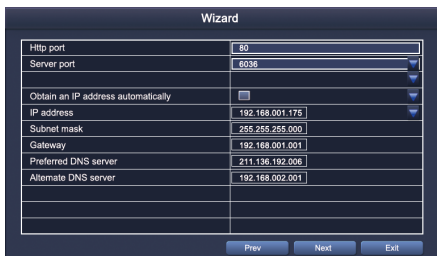 Wizard
Http port 80
Server port 6036
Obtain an IP address automatically
IP address 192.168.001.175
Subnet mask 255.255.255.000
Gateway 192.168.001.001
Preferred DNS server 211.136.192.006
Alternate DNS server 192.168.002.001
Prev Next Exit